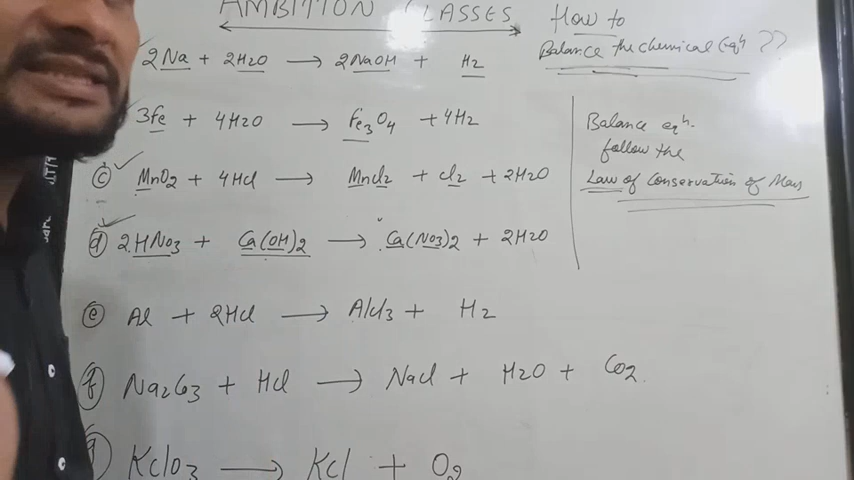 AMBITION CLASSES
How to
Balance the chemical Eqn ??
2Na + 2H2O → 2NaOH + H2
3Fe + 4H2O → Fe3O4 + 4H2
Balance eqn.
follow the
Law of Conservation of Mass
(c) MnO2 + 4Hcl → Mncl2 + cl2 + 2H2O
(d) 2HNO3 + Ca(OH)2 → Ca(NO3)2 + 2H2O
(e) Al + 2Hcl → Alcl3 + H2
(f) Na2CO3 + Hcl → Nacl + H2O + CO2
(g) KclO3 → Kcl + O2